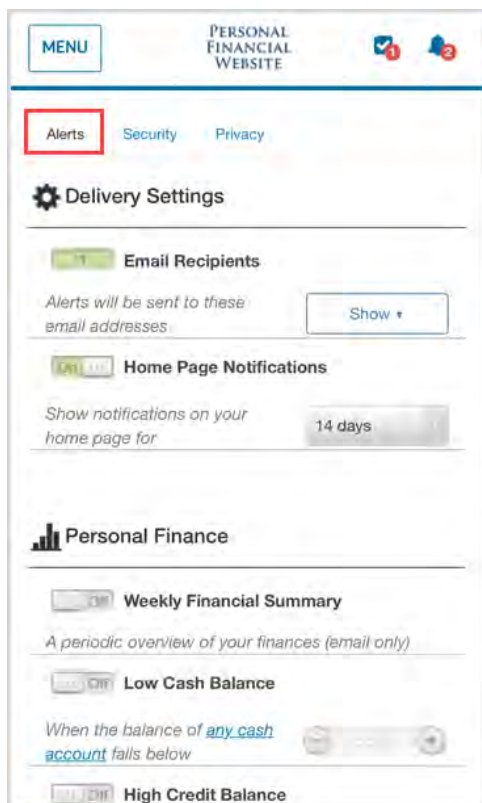 MENU
PERSONAL
FINANCIAL
WEBSITE
1
2
Alerts Security Privacy
Delivery Settings
1 Email Recipients
Alerts will be sent to these
email addresses
Show ▾
On Home Page Notifications
Show notifications on your
home page for
14 days
Personal Finance
Off Weekly Financial Summary
A periodic overview of your finances (email only)
Off Low Cash Balance
When the balance of any cash
account falls below
Off High Credit Balance